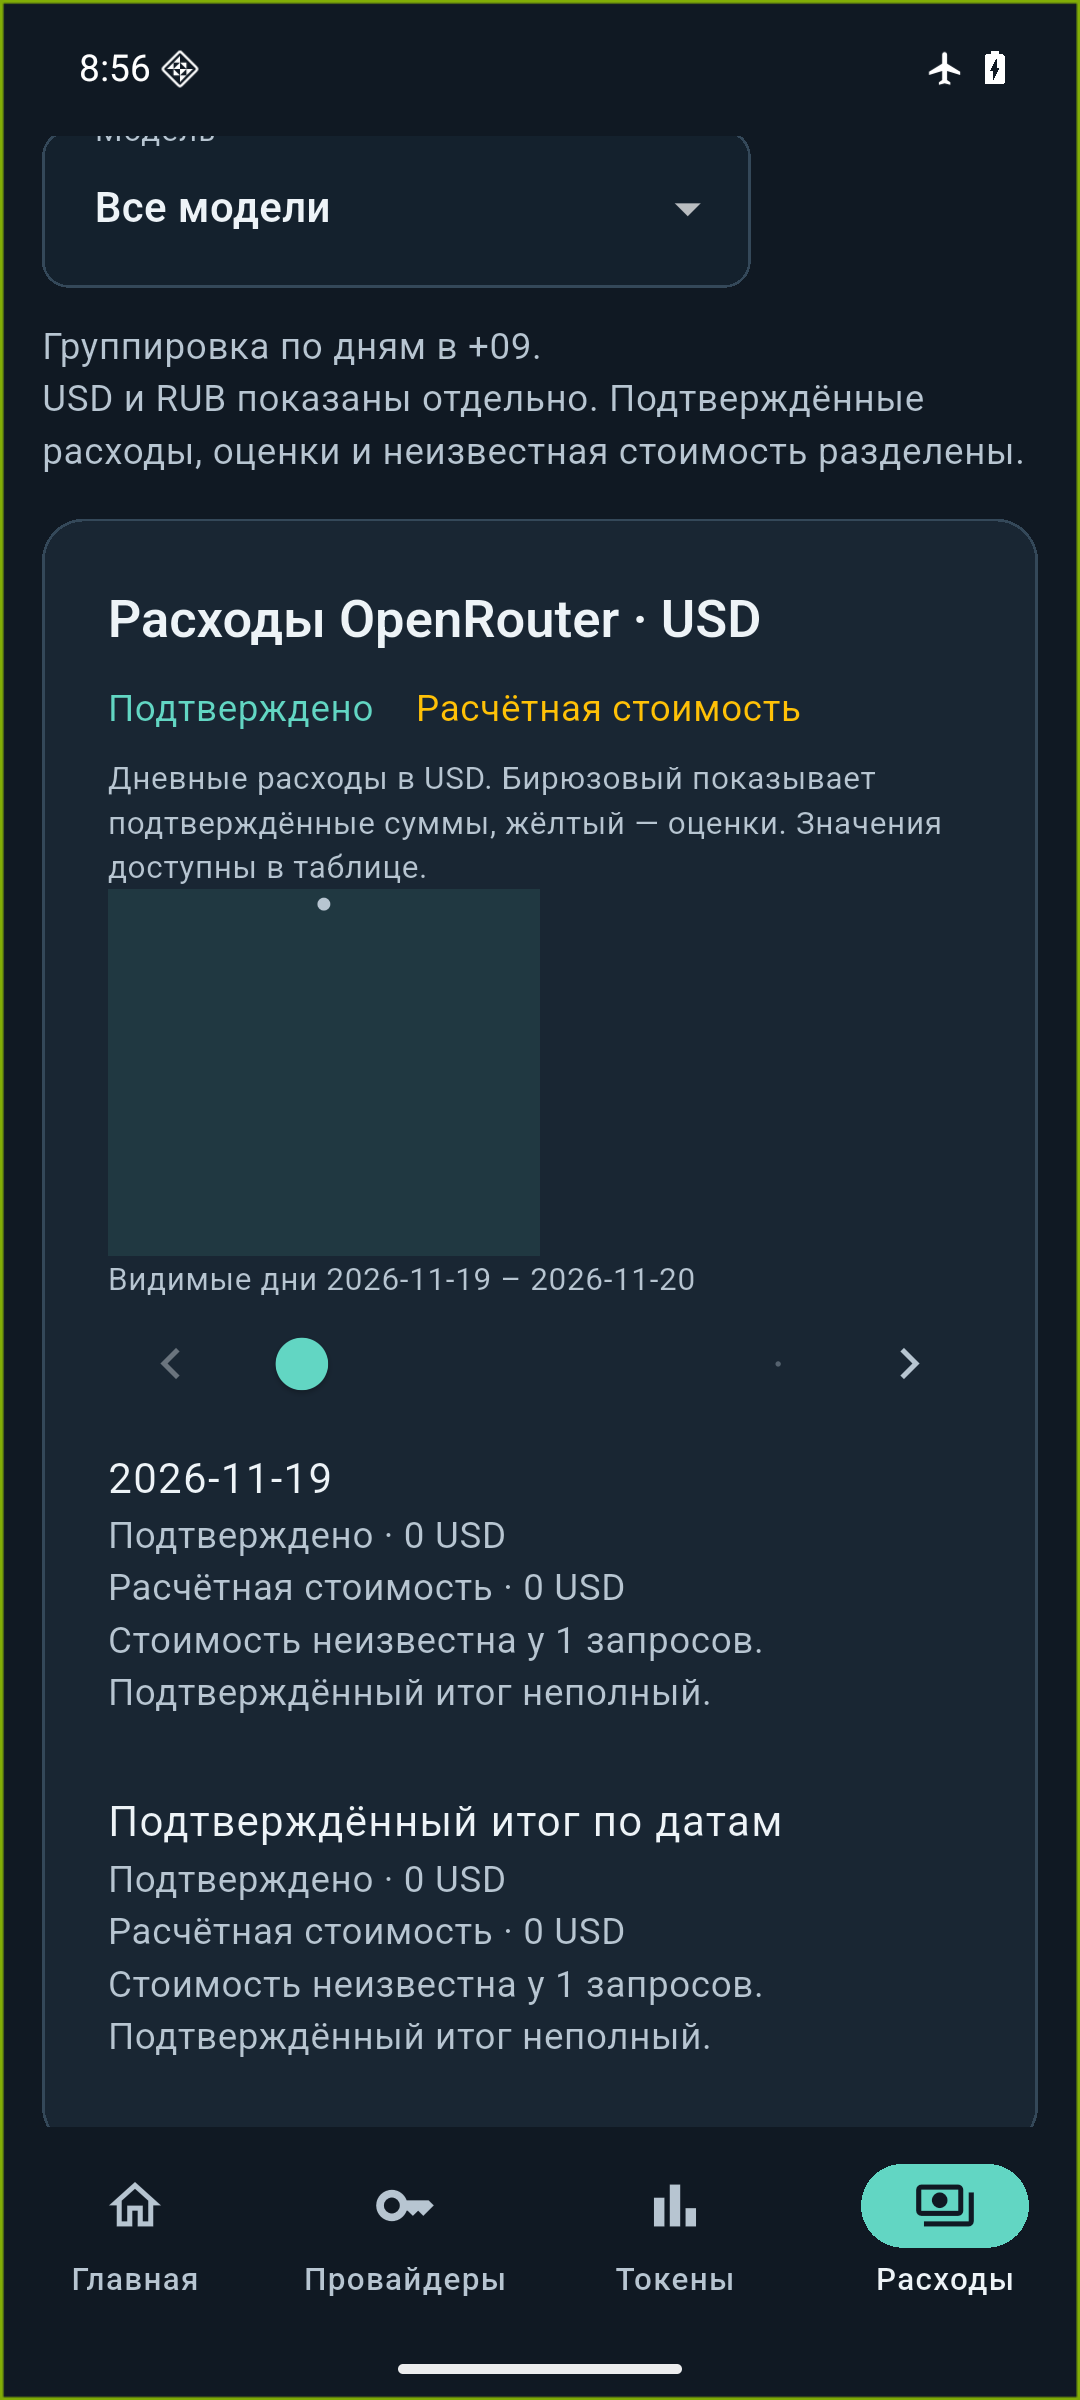 8:56
Модель
Все модели
Группировка по дням в +09.
USD и RUB показаны отдельно. Подтверждённые
расходы, оценки и неизвестная стоимость разделены.
Расходы OpenRouter · USD
Подтверждено Расчётная стоимость
Дневные расходы в USD. Бирюзовый показывает
подтверждённые суммы, жёлтый — оценки. Значения
доступны в таблице.
Видимые дни 2026-11-19 – 2026-11-20
2026-11-19
Подтверждено · 0 USD
Расчётная стоимость · 0 USD
Стоимость неизвестна у 1 запросов.
Подтверждённый итог неполный.
Подтверждённый итог по датам
Подтверждено · 0 USD
Расчётная стоимость · 0 USD
Стоимость неизвестна у 1 запросов.
Подтверждённый итог неполный.
Главная Провайдеры Токены Расходы